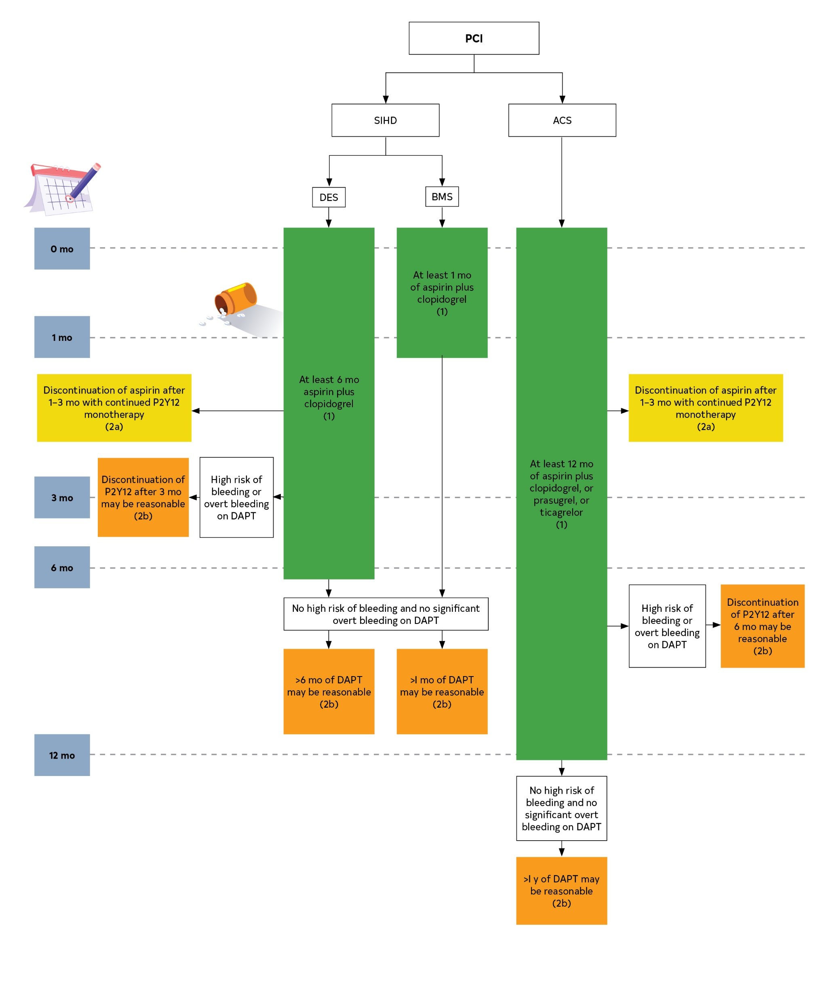 PCI
SIHD
ACS
DES
BMS
0 mo
At least 1 mo
of aspirin plus
clopidogrel
(1)
1 mo
At least 6 mo
aspirin plus
clopidogrel
(1)
Discontinuation of aspirin after
1–3 mo with continued P2Y12
monotherapy
(2a)
Discontinuation of aspirin after
1–3 mo with continued P2Y12
monotherapy
(2a)
At least 12 mo
of aspirin plus
clopidogrel, or
prasugrel, or
ticagrelor
(1)
3 mo
Discontinuation of
P2Y12 after 3 mo
may be reasonable
(2b)
High risk of
bleeding or
overt bleeding
on DAPT
6 mo
No high risk of bleeding and no significant
overt bleeding on DAPT
High risk of
bleeding or
overt bleeding
on DAPT
Discontinuation
of P2Y12 after
6 mo may be
reasonable
(2b)
>6 mo of DAPT
may be reasonable
(2b)
>l mo of DAPT
may be reasonable
(2b)
12 mo
No high risk of
bleeding and no
significant overt
bleeding on DAPT
>l y of DAPT may
be reasonable
(2b)